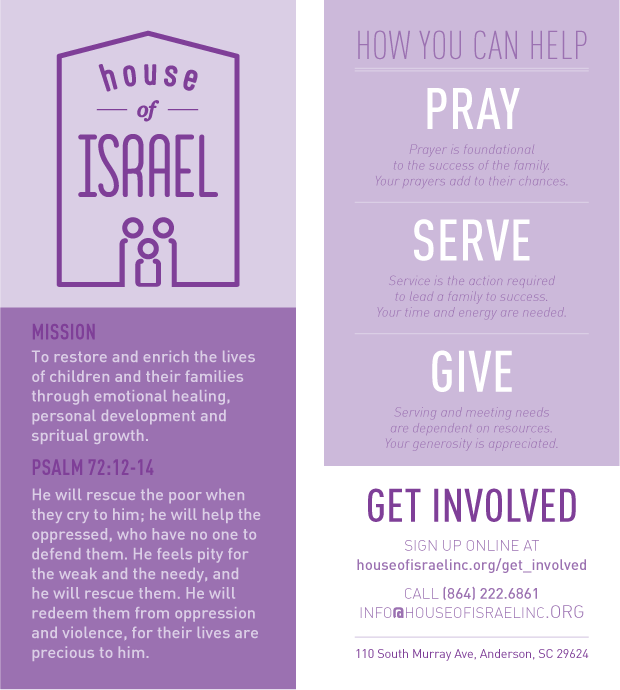 house
of
ISRAEL
MISSION
To restore and enrich the lives
of children and their families
through emotional healing,
personal development and
spritual growth.
PSALM 72:12-14
He will rescue the poor when
they cry to him; he will help the
oppressed, who have no one to
defend them. He feels pity for
the weak and the needy, and
he will rescue them. He will
redeem them from oppression
and violence, for their lives are
precious to him.
HOW YOU CAN HELP
PRAY
Prayer is foundational
to the success of the family.
Your prayers add to their chances.
SERVE
Service is the action required
to lead a family to success.
Your time and energy are needed.
GIVE
Serving and meeting needs
are dependent on resources.
Your generosity is appreciated.
GET INVOLVED
SIGN UP ONLINE AT
houseofisraelinc.org/get_involved
CALL (864) 222.6861
INFO@HOUSEOFISRAELINC.ORG
110 South Murray Ave, Anderson, SC 29624